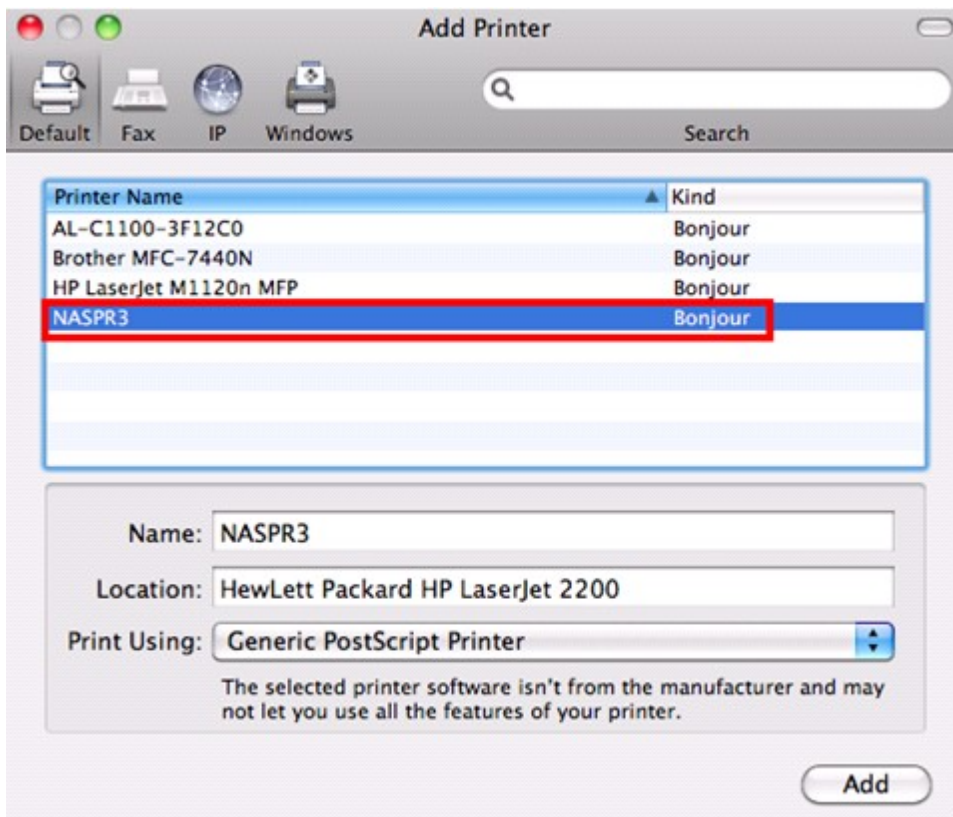 Add Printer
Default Fax IP Windows Search
Printer Name Kind
AL-C1100-3F12C0 Bonjour
Brother MFC-7440N Bonjour
HP LaserJet M1120n MFP Bonjour
NASPR3 Bonjour
Name: NASPR3
Location: HewLett Packard HP LaserJet 2200
Print Using: Generic PostScript Printer
The selected printer software isn't from the manufacturer and may
not let you use all the features of your printer.
Add